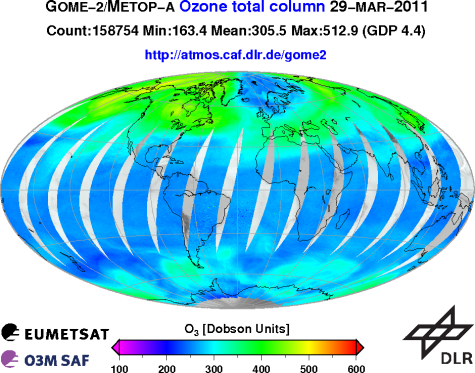 GOME−2/METOP−A Ozone total column 29−MAR−2011
Count:158754 Min:163.4 Mean:305.5 Max:512.9 (GDP 4.4)
http://atmos.caf.dlr.de/gome2
EUMETSAT
O3M SAF
O3 [Dobson Units]
100 200 300 400 500 600
DLR